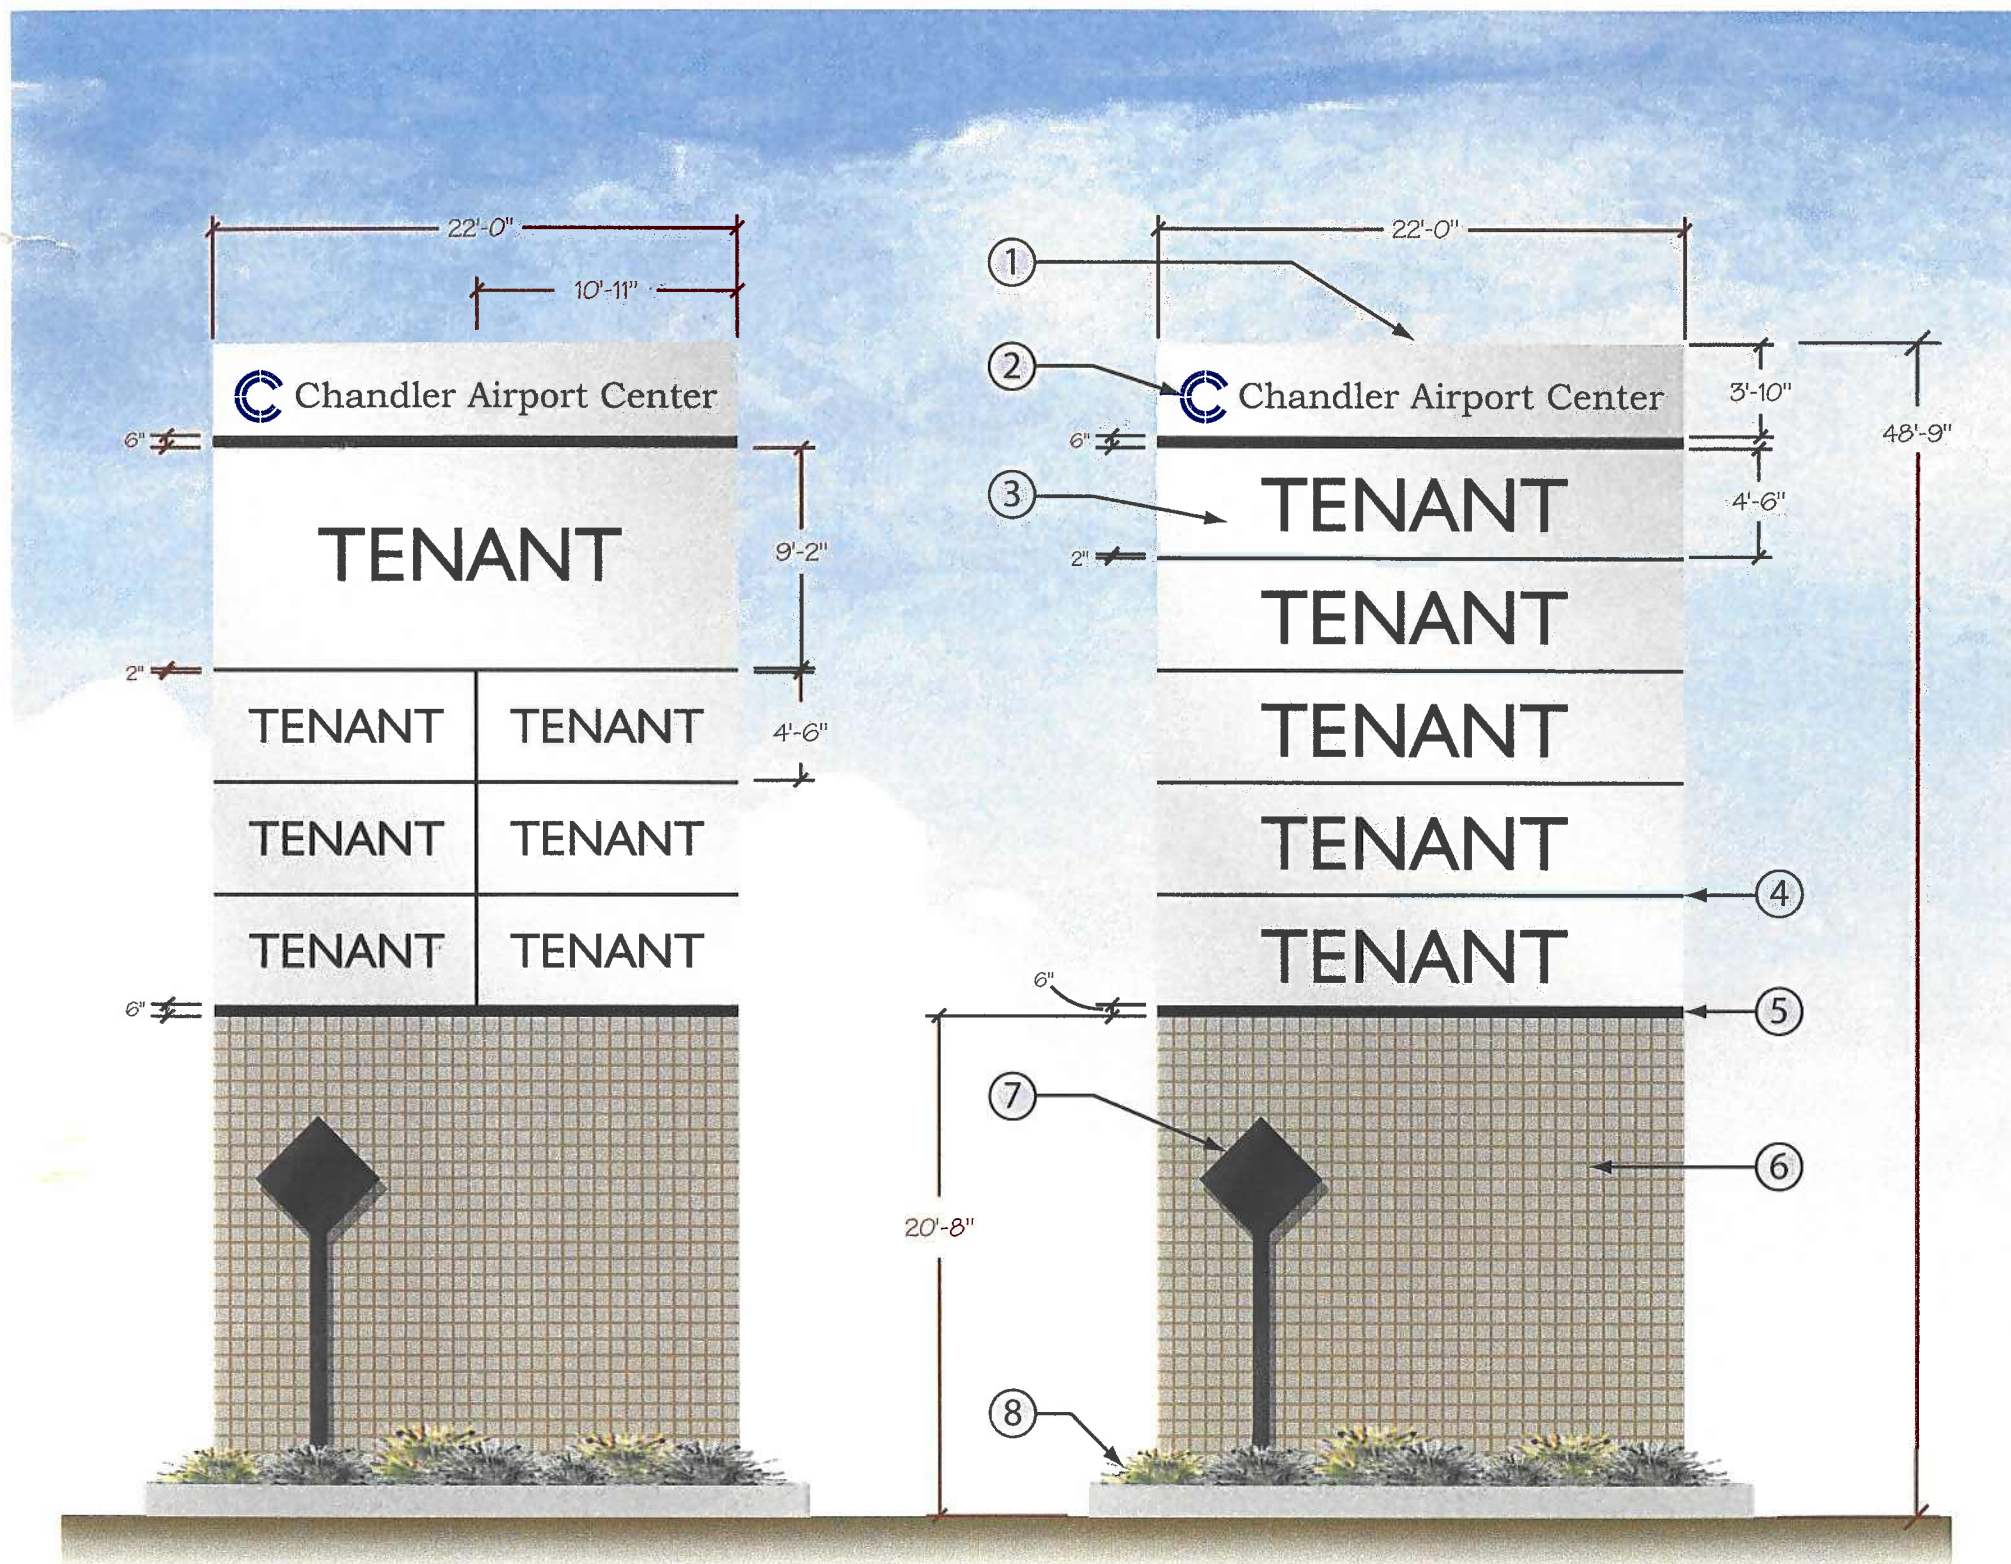 22'-0"
10'-11"
Chandler Airport Center
6"
TENANT
9'-2"
2"
TENANT TENANT
4'-6"
TENANT TENANT
TENANT TENANT
6"
22'-0"
1
2
Chandler Airport Center
3'-10"
48'-9"
6"
3
TENANT
4'-6"
2"
TENANT
TENANT
TENANT
4
TENANT
6"
5
7
6
20'-8"
8